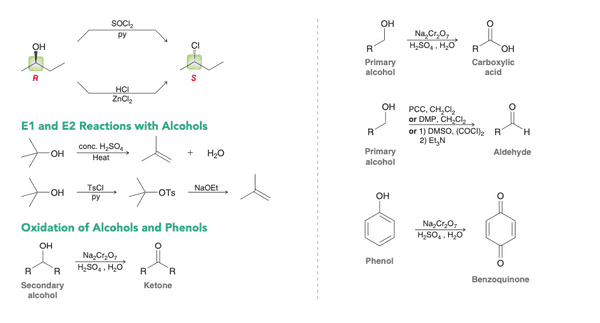 SOCl₂
py
OH
R
Cl
S
HCl
ZnCl₂
E1 and E2 Reactions with Alcohols
OH
conc. H₂SO₄
Heat
+
H₂O
OH
TsCl
py
OTs
NaOEt
Oxidation of Alcohols and Phenols
OH
R R
Na₂Cr₂O₇
H₂SO₄ , H₂O
O
R R
Secondary
alcohol
Ketone
OH
R
Na₂Cr₂O₇
H₂SO₄ , H₂O
O
R OH
Primary
alcohol
Carboxylic
acid
OH
R
PCC, CH₂Cl₂
or DMP, CH₂Cl₂
or 1) DMSO, (COCl)₂
2) Et₃N
O
R H
Primary
alcohol
Aldehyde
OH
Na₂Cr₂O₇
H₂SO₄ , H₂O
O
O
Phenol
Benzoquinone